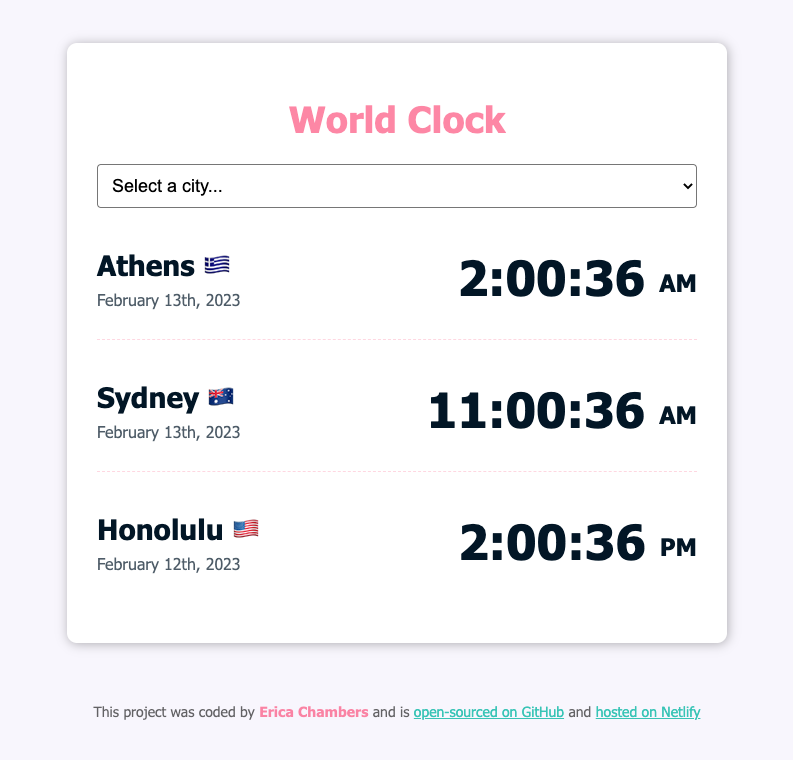 World Clock
Select a city...
Athens 🇬🇷
2:00:36 AM
February 13th, 2023
Sydney 🇦🇺
11:00:36 AM
February 13th, 2023
Honolulu 🇺🇸
2:00:36 PM
February 12th, 2023
This project was coded by Erica Chambers and is open-sourced on GitHub and hosted on Netlify